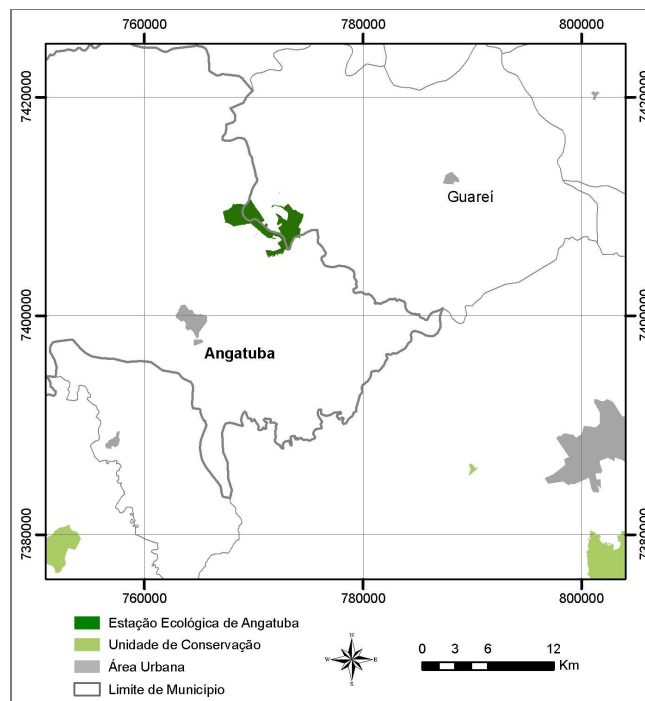 760000 780000 800000
7420000 7420000
Guareí
7400000 7400000
Angatuba
7380000 7380000
760000 780000 800000
Estação Ecológica de Angatuba
Unidade de Conservação
Área Urbana
Limite de Município
N
W E
S
0 3 6 12
Km